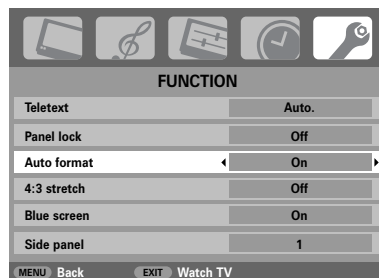 FUNCTION
Teletext Auto.
Panel lock Off
Auto format On
4:3 stretch Off
Blue screen On
Side panel 1
MENU Back EXIT Watch TV